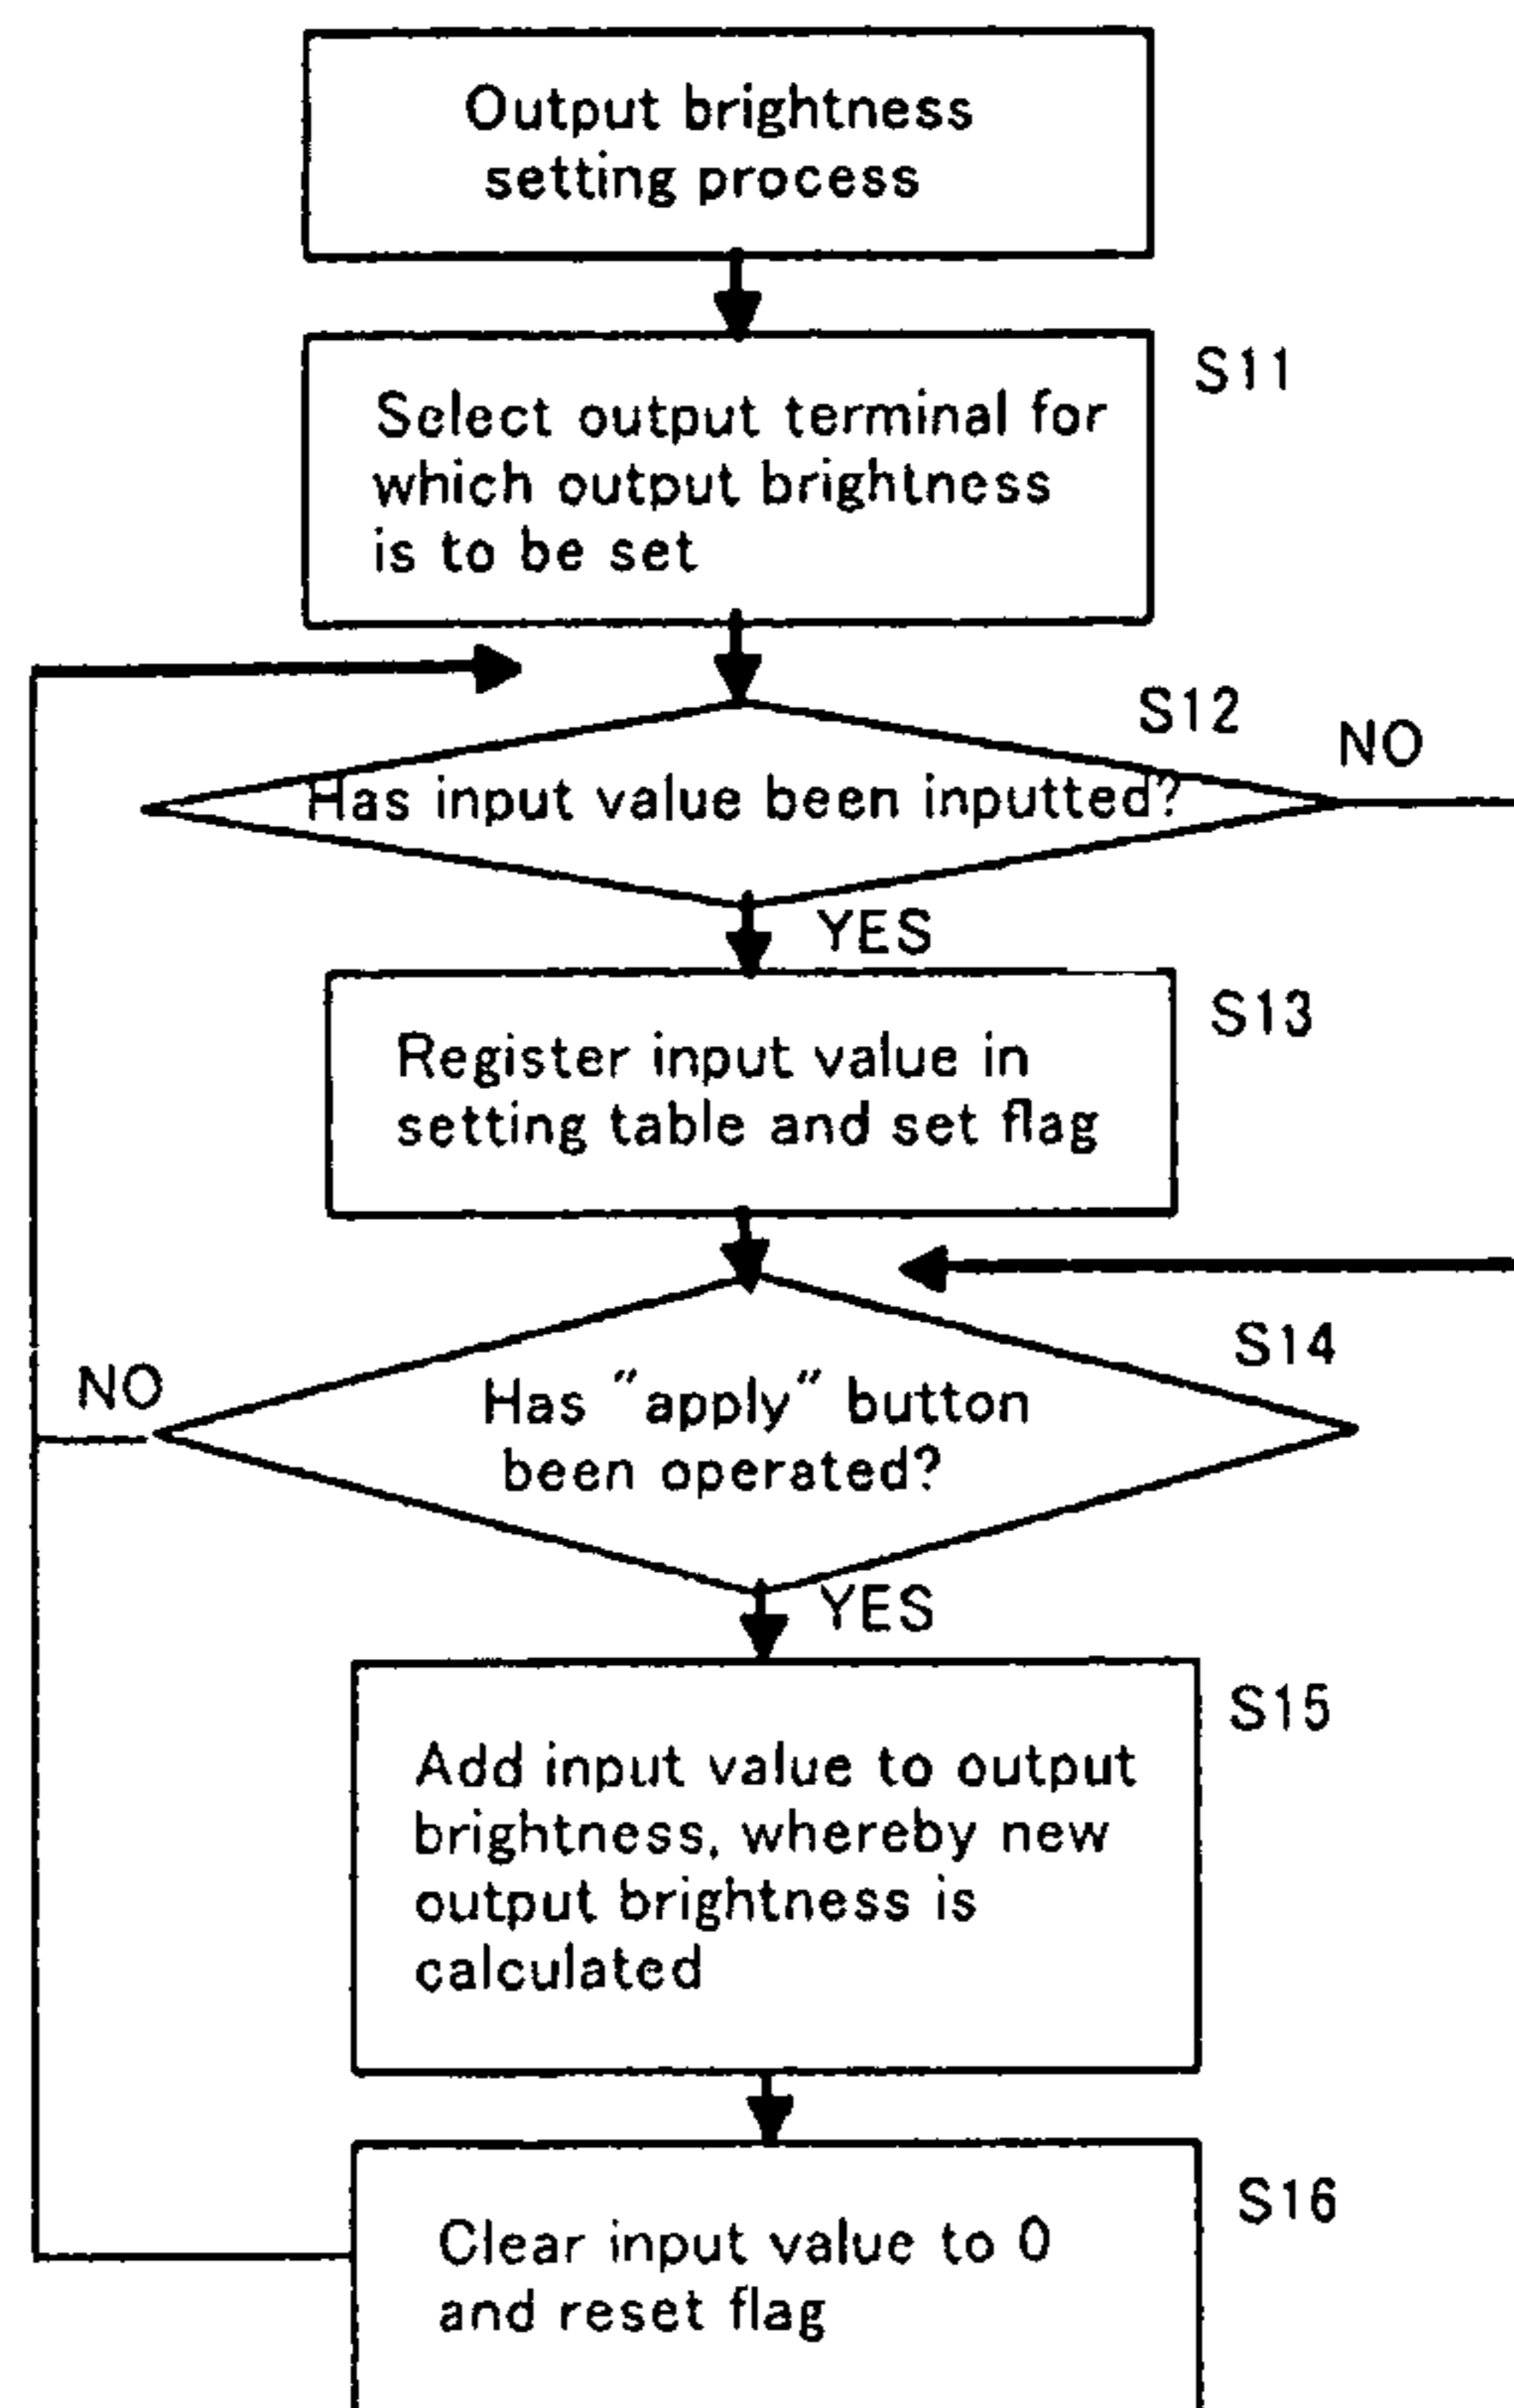 Output brightness
setting process
S11
Select output terminal for
which output brightness
is to be set
S12
NO
Has input value been inputted?
YES
S13
Register input value in
setting table and set flag
S14
NO
Has "apply" button
been operated?
YES
S15
Add input value to output
brightness, whereby new
output brightness is
calculated
S16
Clear input value to 0
and reset flag